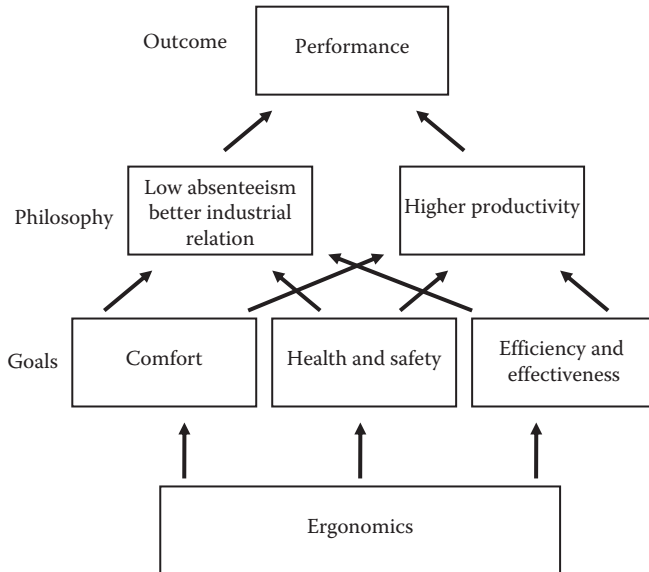 Outcome
Performance
Philosophy
Low absenteeism
better industrial
relation
Higher productivity
Goals
Comfort
Health and safety
Efficiency and
effectiveness
Ergonomics